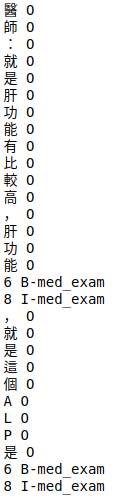 醫 O
師 O
： O
就 O
是 O
肝 O
功 O
能 O
有 O
比 O
較 O
高 O
， O
肝 O
功 O
能 O
6 B-med_exam
8 I-med_exam
， O
就 O
是 O
這 O
個 O
A O
L O
P O
是 O
6 B-med_exam
8 I-med_exam